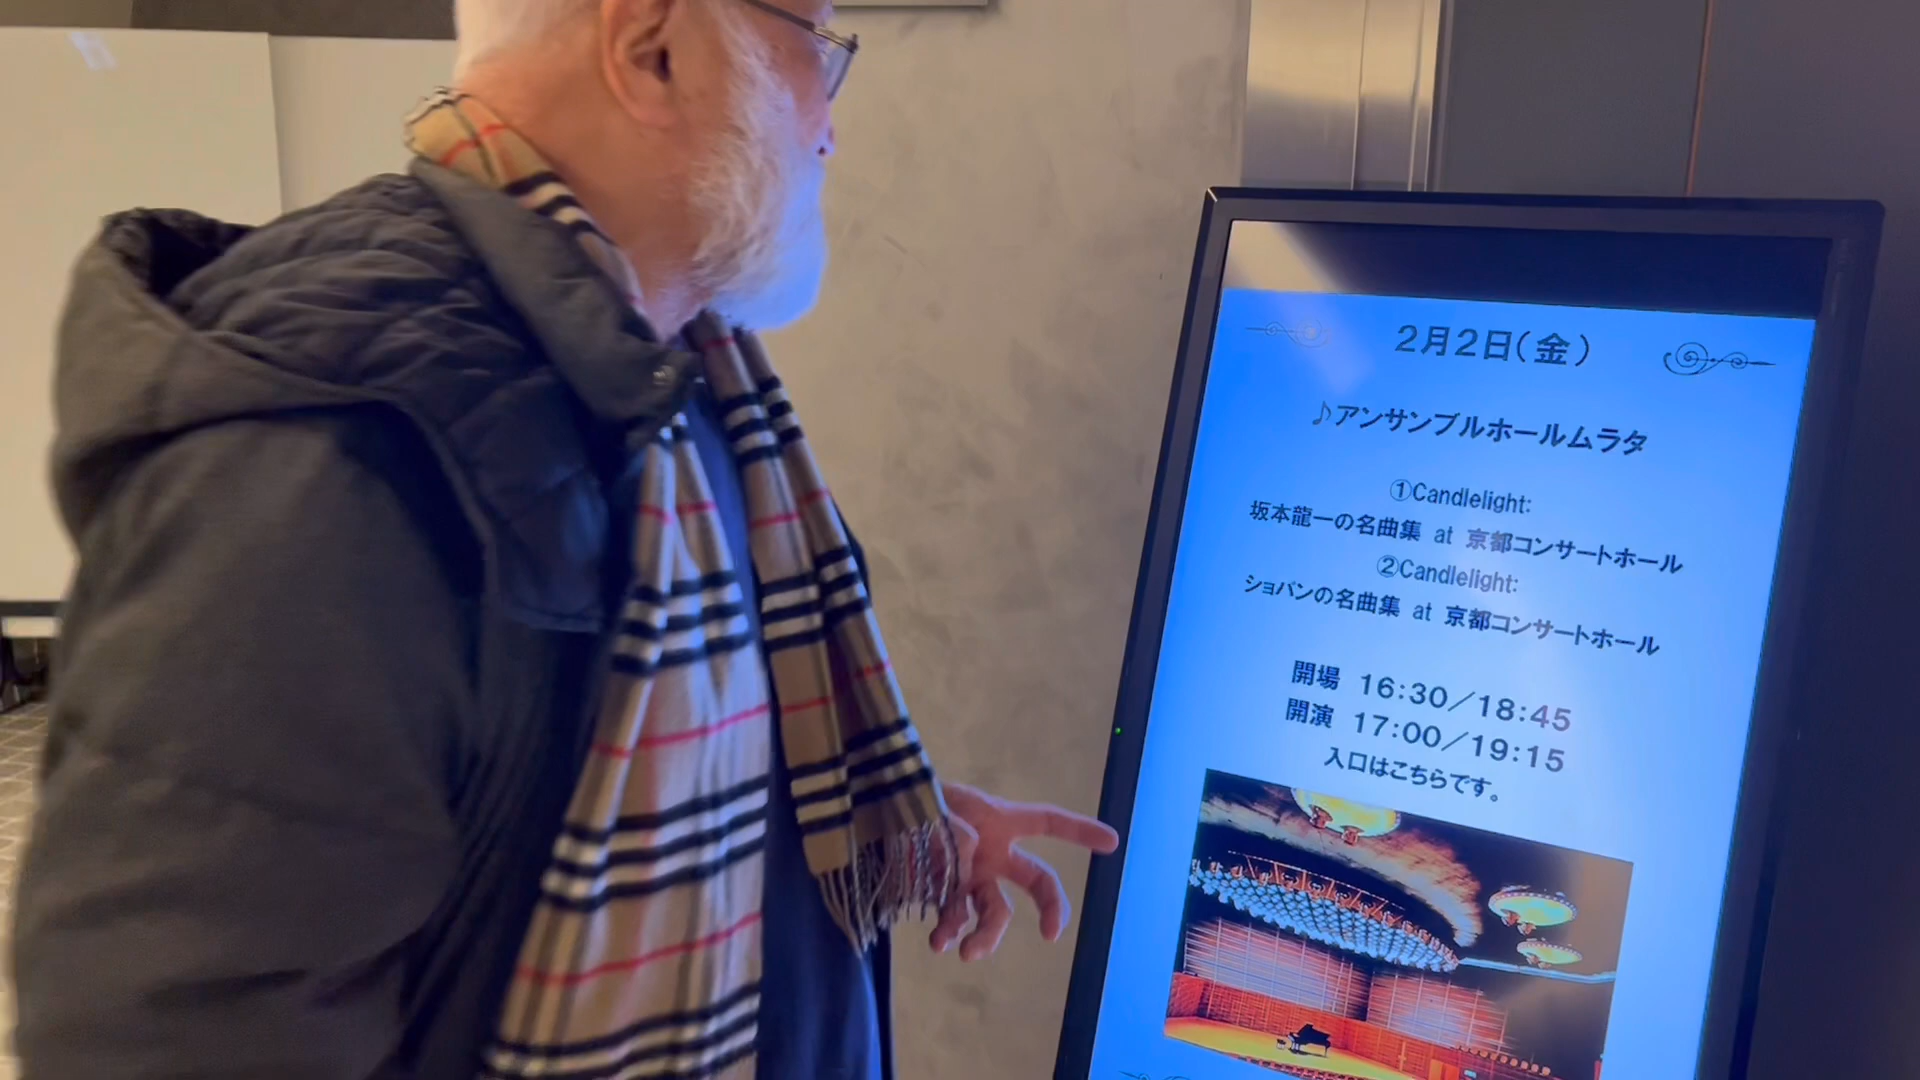 2月2日(金)
♪アンサンブルホールムラタ
①Candlelight:
坂本龍一の名曲集 at 京都コンサートホール
②Candlelight:
ショパンの名曲集 at 京都コンサートホール
開場 16:30/18:45
開演 17:00/19:15
入口はこちらです。